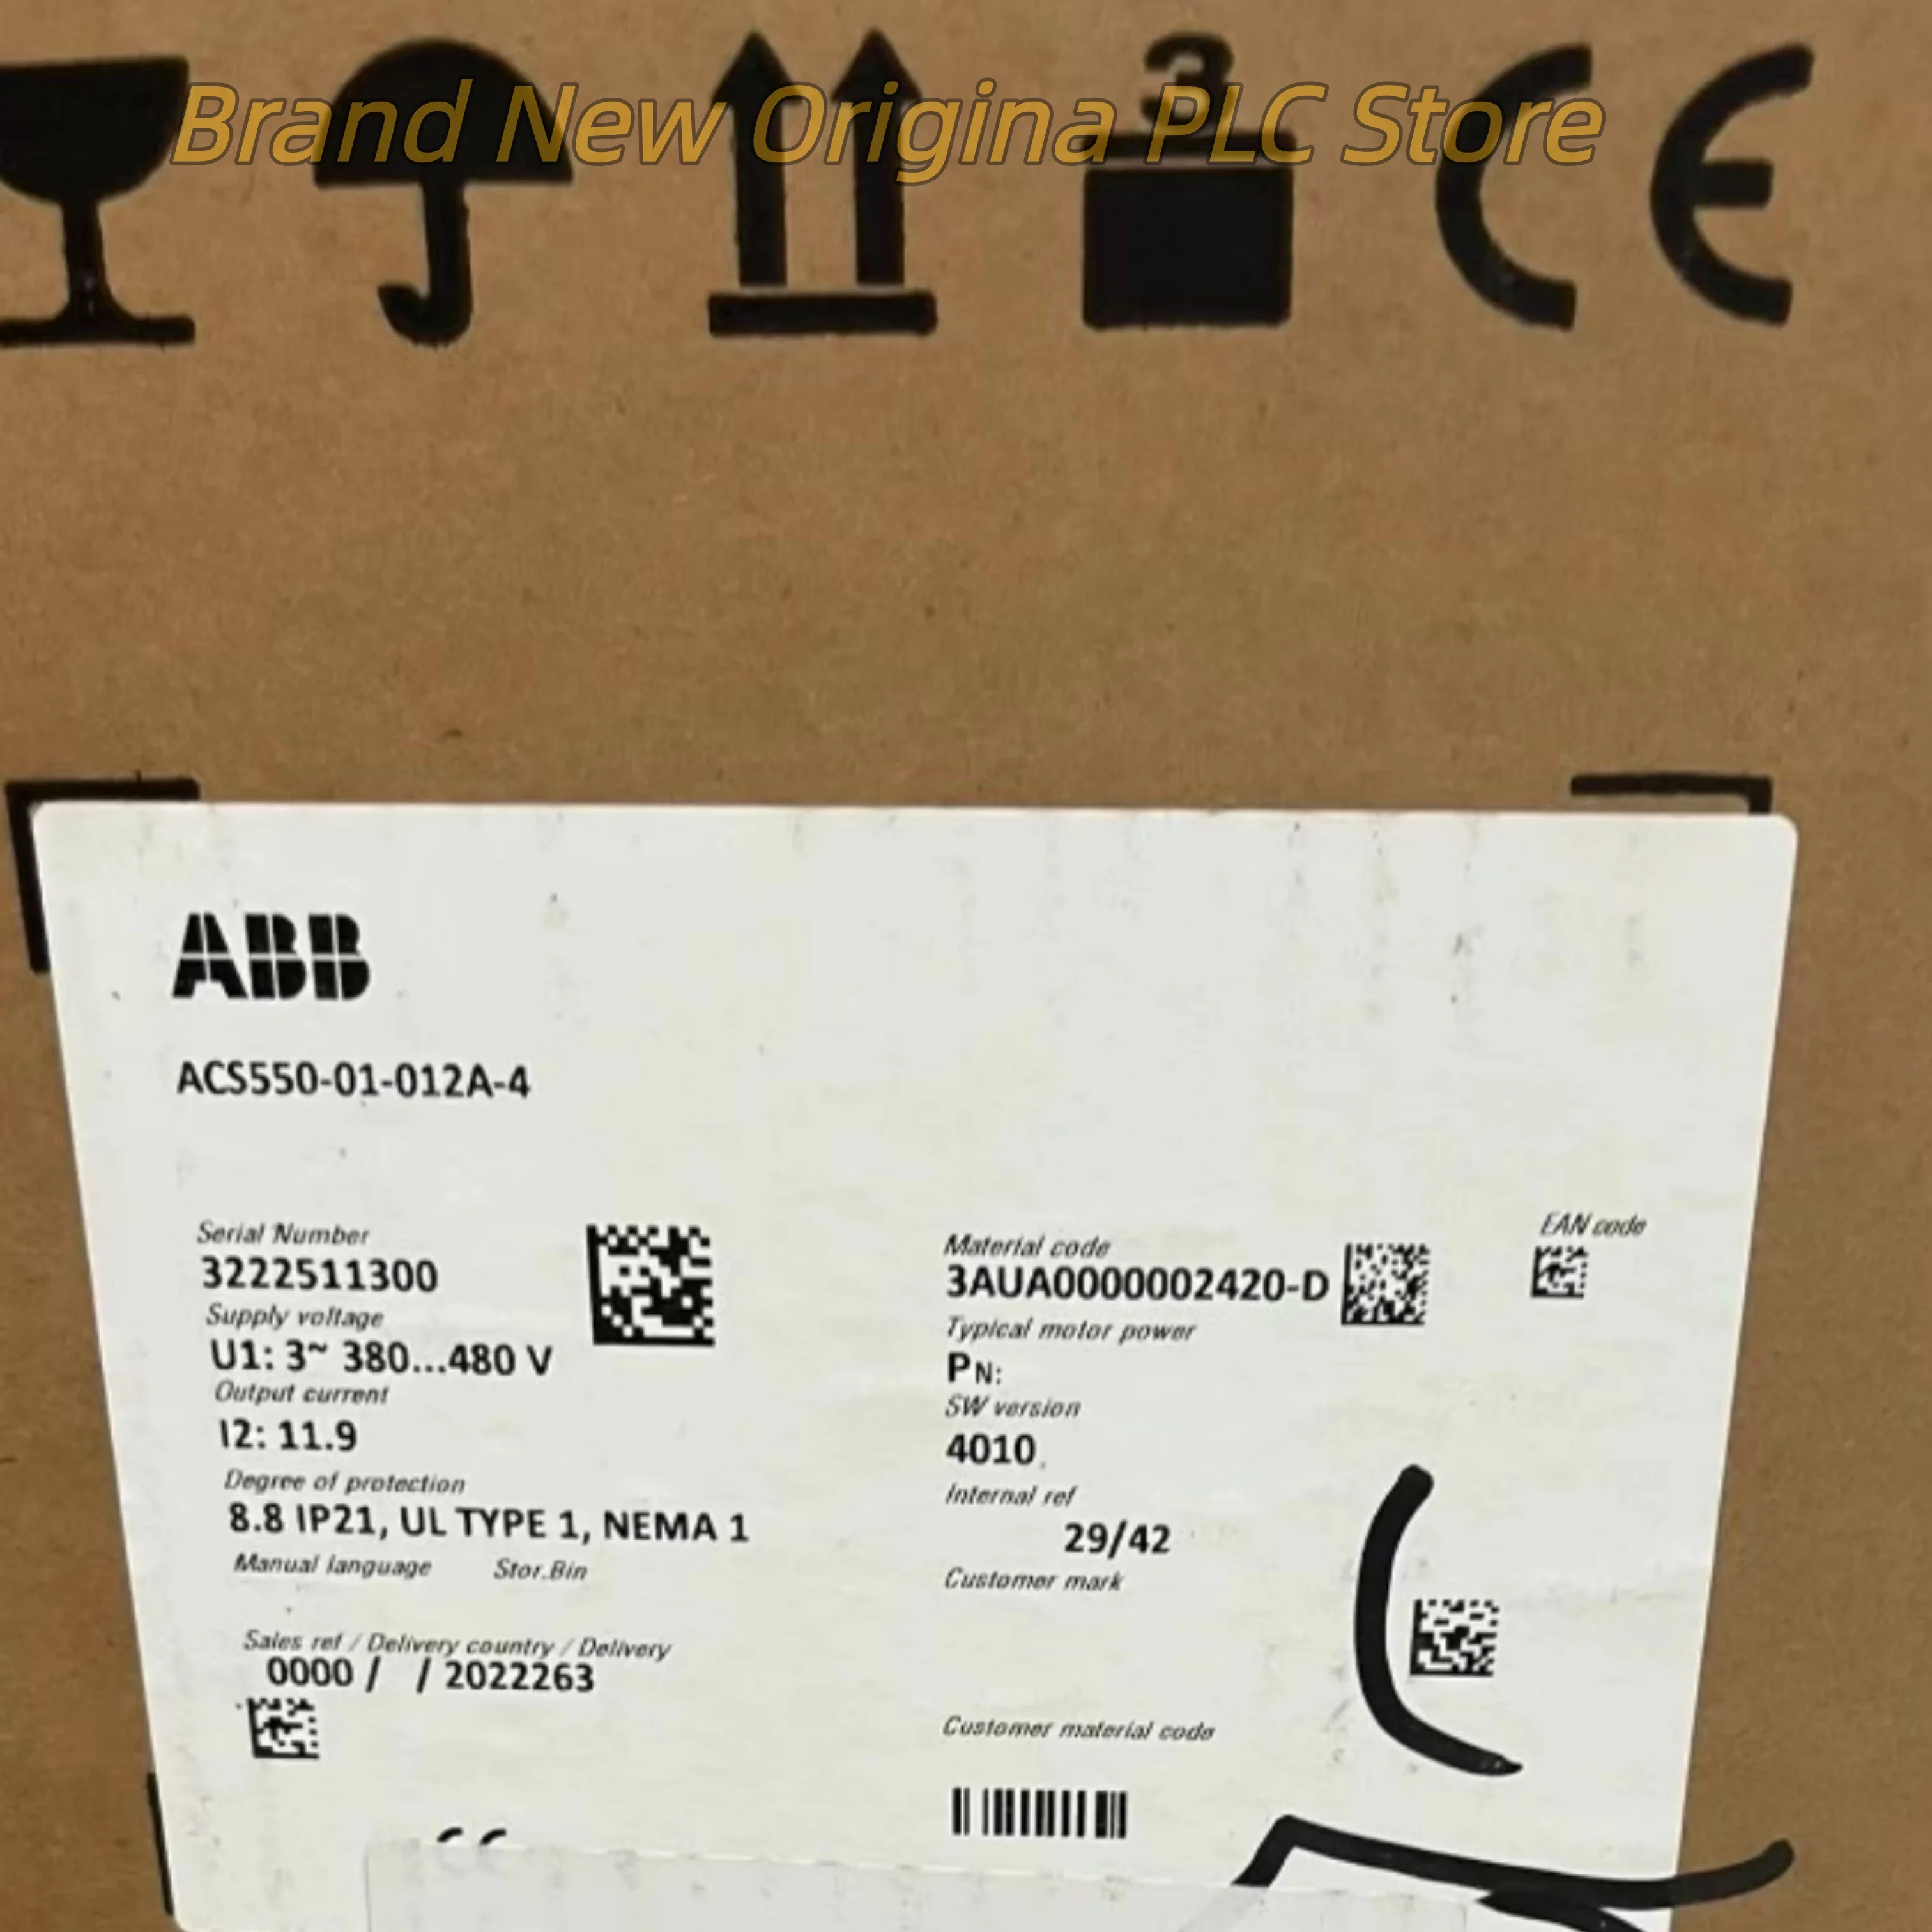 3
CE
Brand New Origina PLC Store
ABB
ACS550-01-012A-4
Serial Number
3222511300
Supply voltage
U1: 3~ 380...480 V
Output current
I2: 11.9
Degree of protection
8.8 IP21, UL TYPE 1, NEMA 1
Manual language Stor.Bin
Sales ref / Delivery country / Delivery
0000 / / 2022263
Material code
3AUA0000002420-D
Typical motor power
PN:
SW version
4010
Internal ref
29/42
Customer mark
Customer material code
EAN code